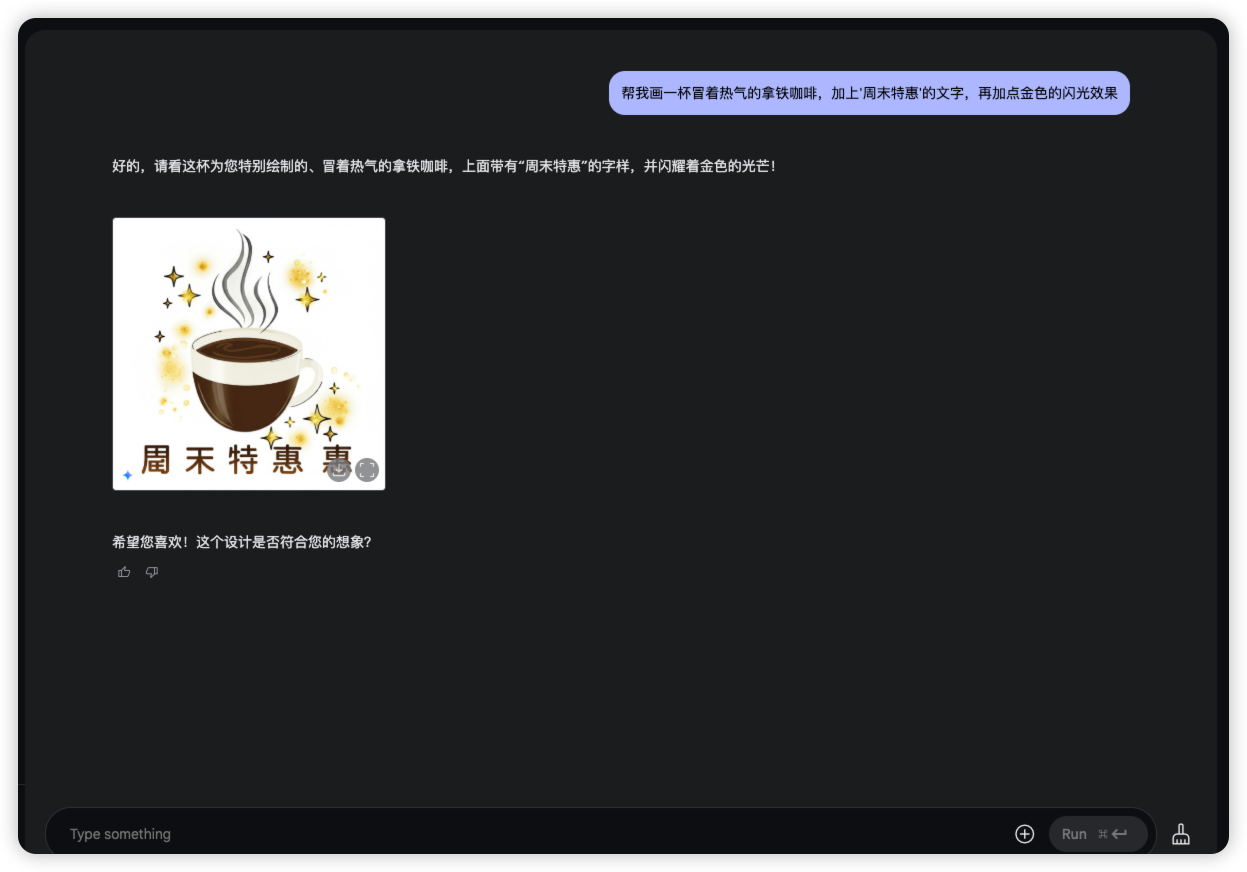 帮我画一杯冒着热气的拿铁咖啡，加上'周末特惠'的文字，再加点金色的闪光效果
好的，请看这杯为您特别绘制的、冒着热气的拿铁咖啡，上面带有“周末特惠”的字样，并闪耀着金色的光芒！
特惠 惠
希望您喜欢！这个设计是否符合您的想象？
Type something
Run ⌘↵